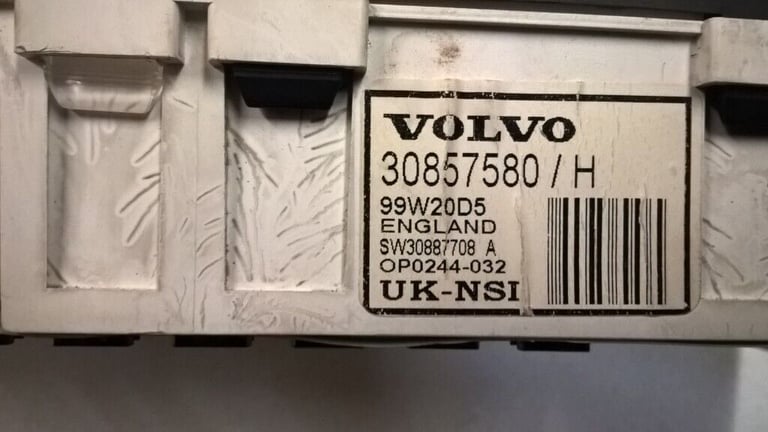 VOLVO
30857580 / H
99W20D5
ENGLAND
SW30887708 A
OP0244-032
UK-NSI